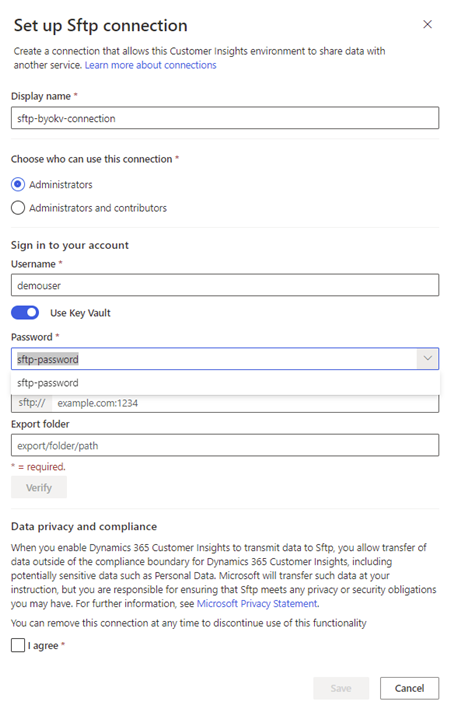 Set up Sftp connection
Create a connection that allows this Customer Insights environment to share data with
another service. Learn more about connections
Display name *
sftp-byokv-connection
Choose who can use this connection *
Administrators
Administrators and contributors
Sign in to your account
Username *
demouser
Use Key Vault
Password *
sftp-password
sftp-password
sftp:// example.com:1234
Export folder
export/folder/path
* = required.
Verify
Data privacy and compliance
When you enable Dynamics 365 Customer Insights to transmit data to Sftp, you allow transfer of
data outside of the compliance boundary for Dynamics 365 Customer Insights, including
potentially sensitive data such as Personal Data. Microsoft will transfer such data at your
instruction, but you are responsible for ensuring that Sftp meets any privacy or security obligations
you may have. For further information, see Microsoft Privacy Statement.
You can remove this connection at any time to discontinue use of this functionality
I agree *
Save Cancel